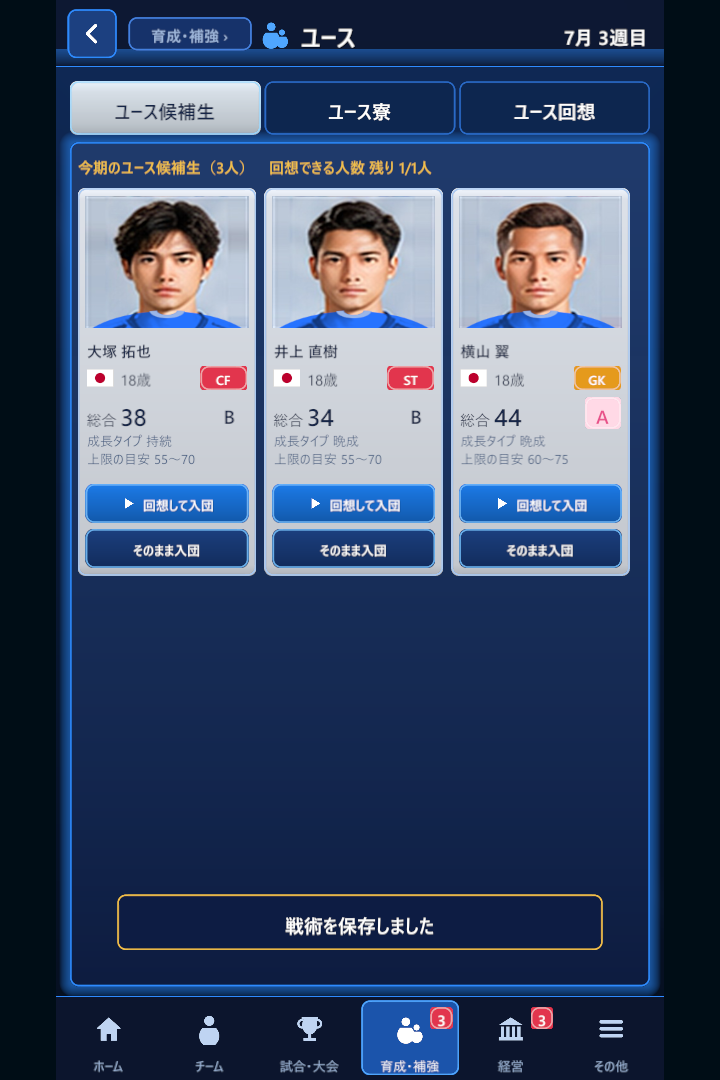 育成・補強 ›
ユース
7月 3週目
ユース候補生
ユース寮
ユース回想
今期のユース候補生（3人）
回想できる人数 残り 1/1人
大塚 拓也
18歳
CF
総合 38
B
成長タイプ 持続
上限の目安 55〜70
回想して入団
そのまま入団
井上 直樹
18歳
ST
総合 34
B
成長タイプ 晩成
上限の目安 55〜70
回想して入団
そのまま入団
横山 翼
18歳
GK
総合 44
A
成長タイプ 晩成
上限の目安 60〜75
回想して入団
そのまま入団
戦術を保存しました
ホーム
チーム
試合・大会
3
育成・補強
3
経営
その他